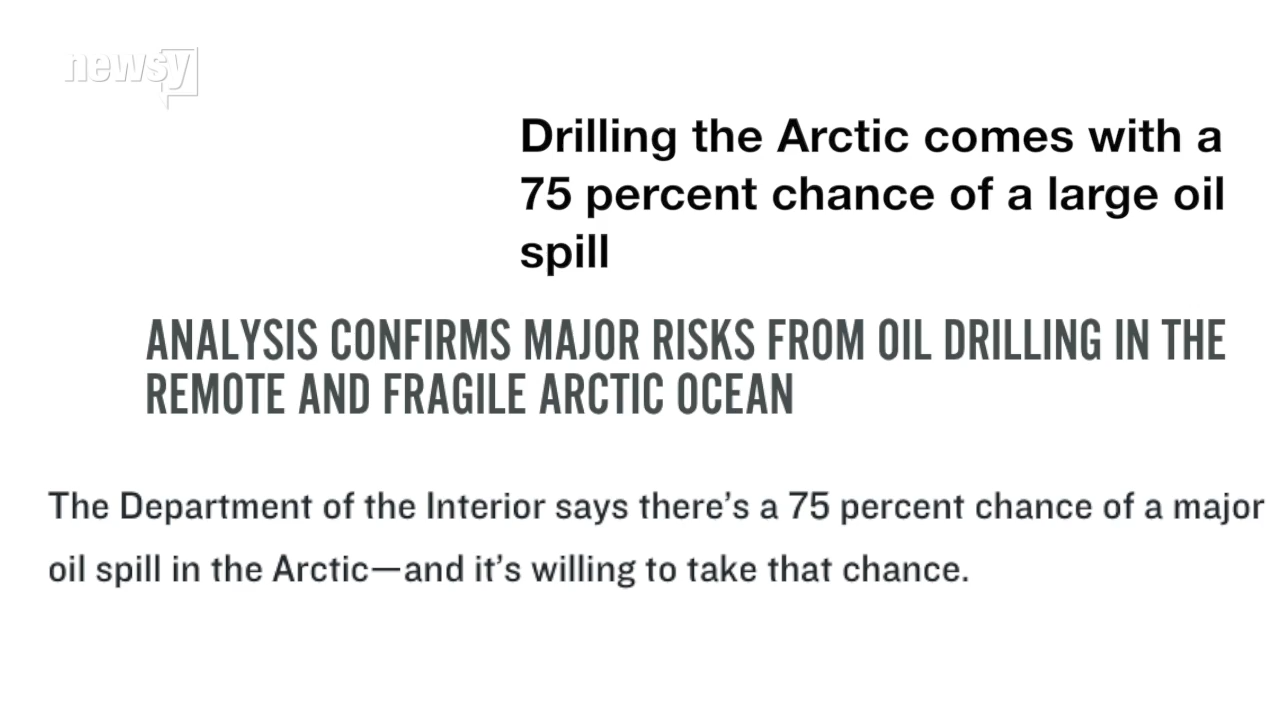 newsy
Drilling the Arctic comes with a
75 percent chance of a large oil
spill
ANALYSIS CONFIRMS MAJOR RISKS FROM OIL DRILLING IN THE
REMOTE AND FRAGILE ARCTIC OCEAN
The Department of the Interior says there’s a 75 percent chance of a major
oil spill in the Arctic—and it’s willing to take that chance.